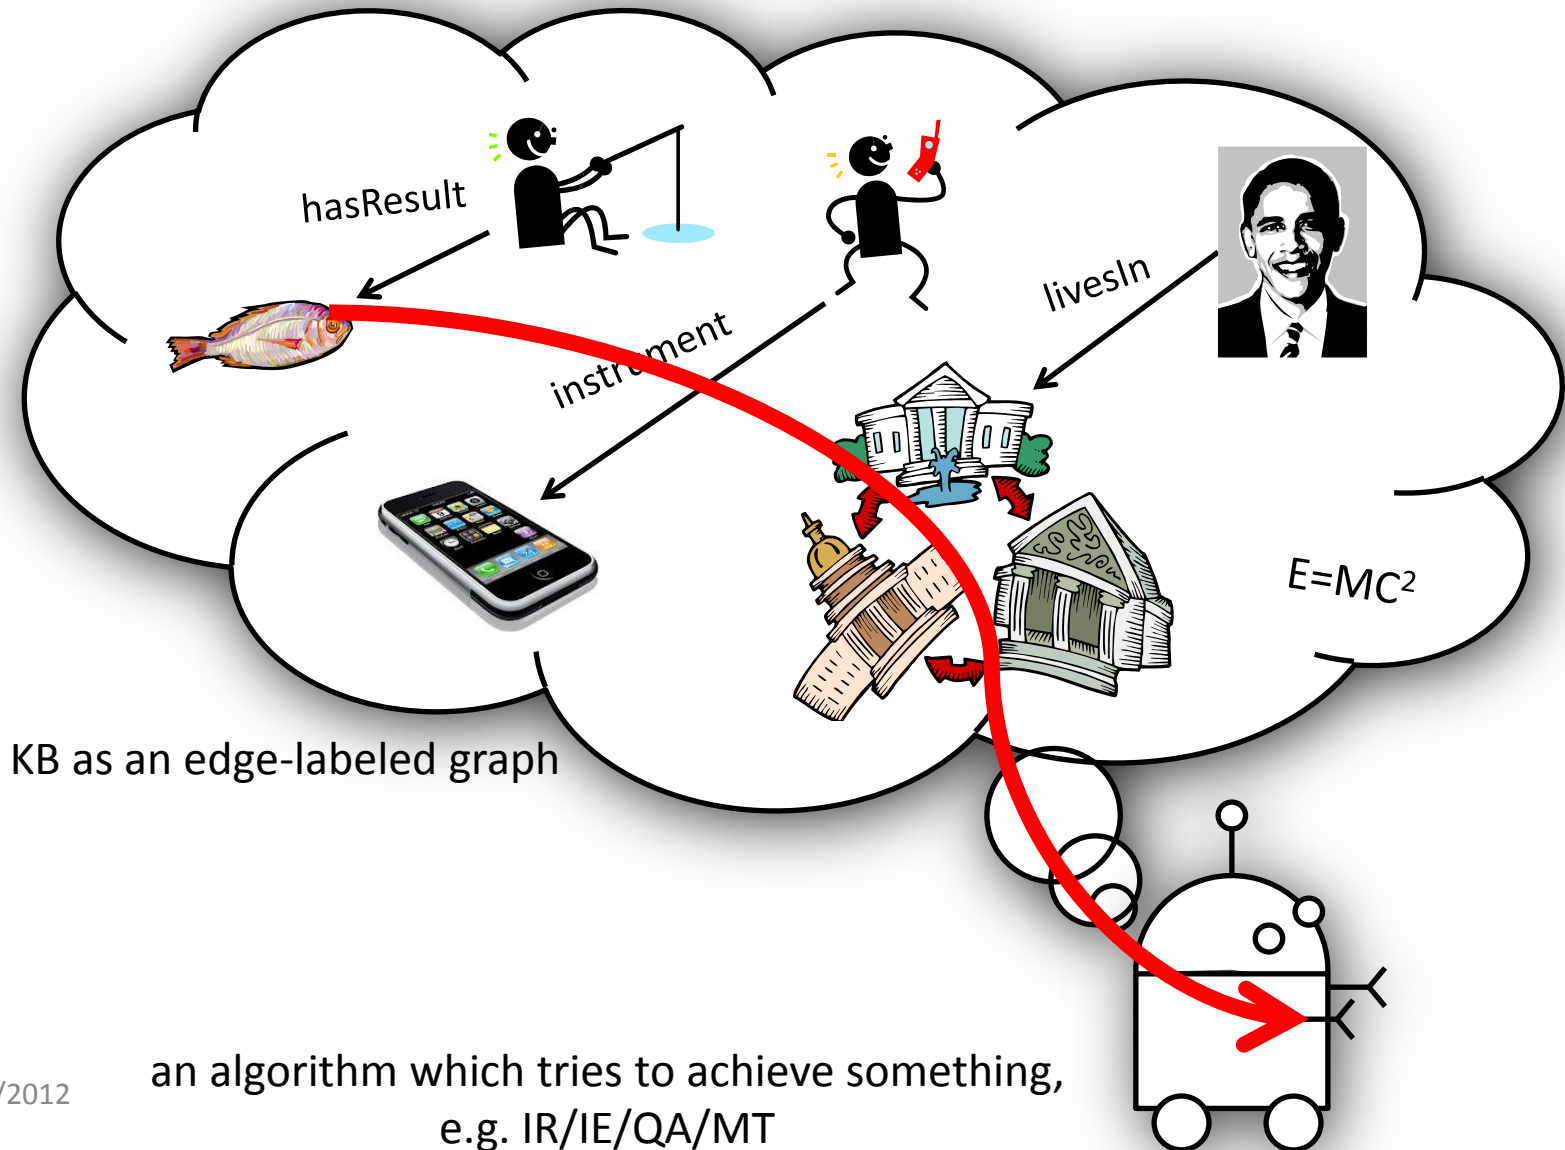 hasResult
instrument
livesIn
E=MC²
KB as an edge-labeled graph
an algorithm which tries to achieve something,
/2012
e.g. IR/IE/QA/MT